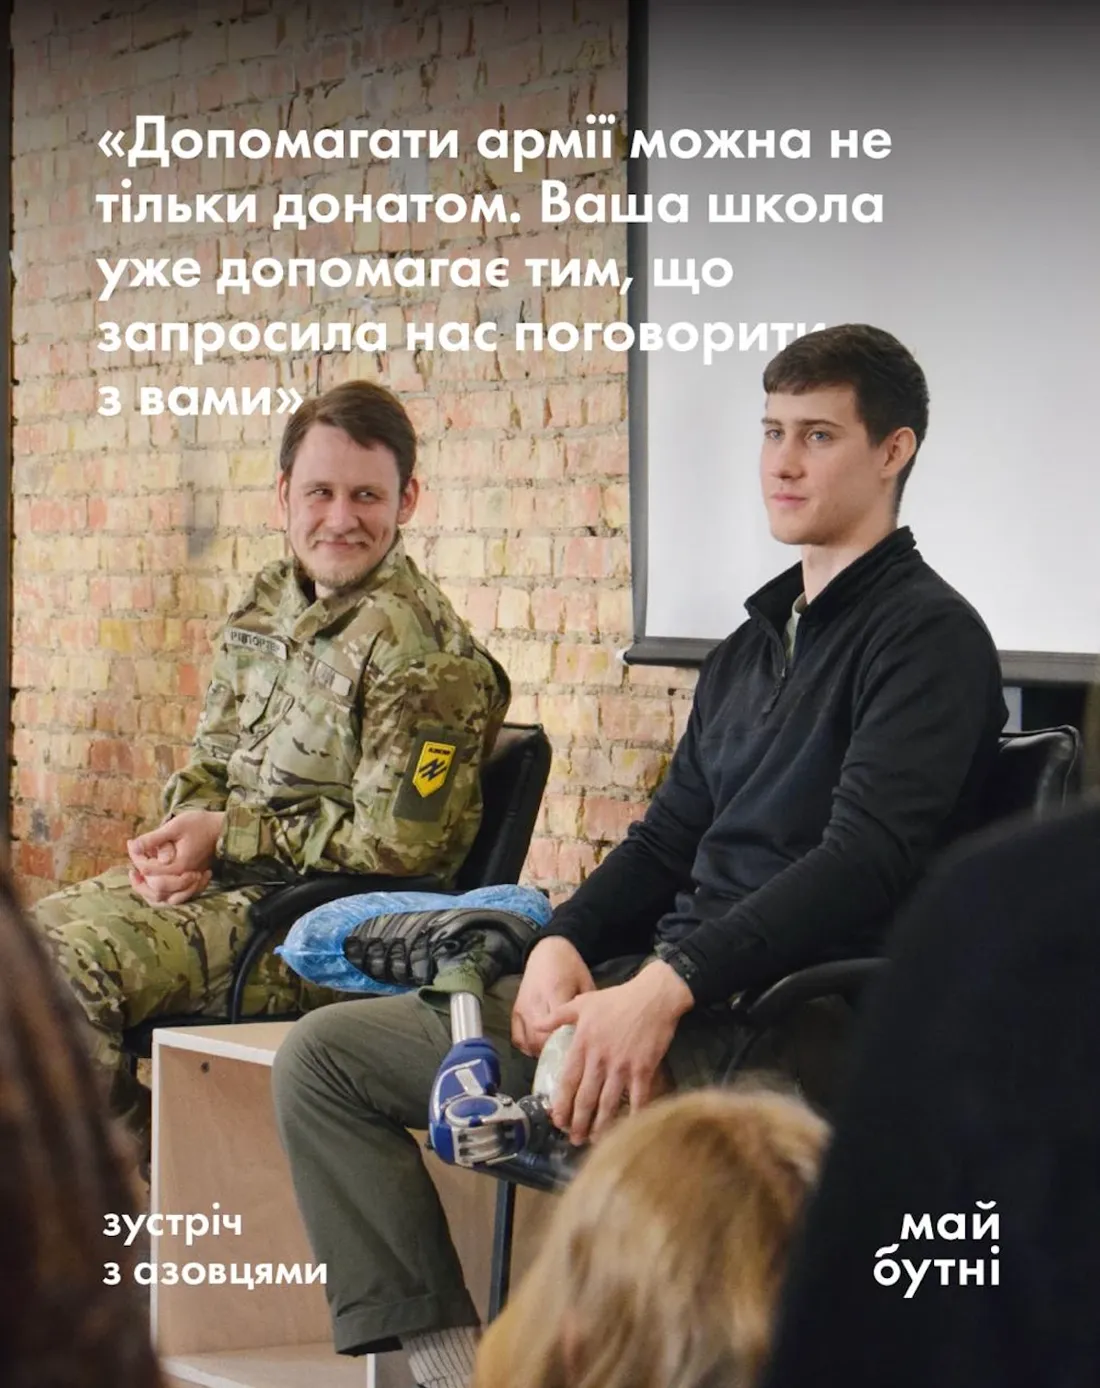 «Допомагати армії можна не
тільки донатом. Ваша школа
уже допомагає тим, що
запросила нас поговорити
з вами»
АЗОВ
зустріч
з азовцями
май
бутні